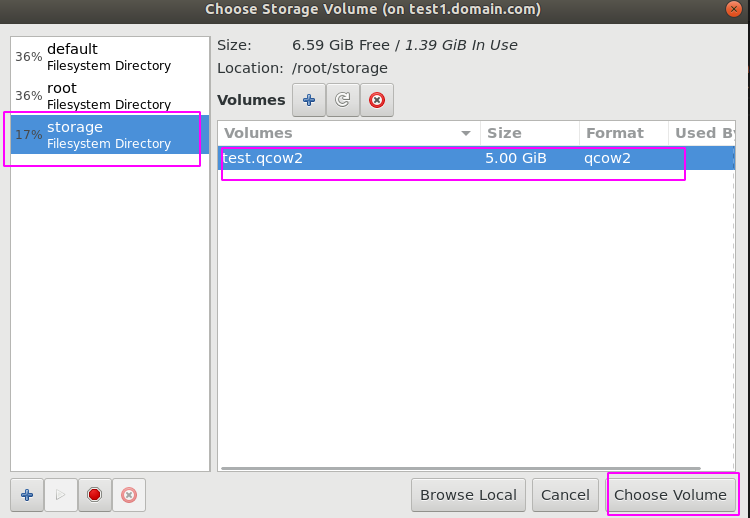 Choose Storage Volume (on test1.domain.com)
36% default
Filesystem Directory
36% root
Filesystem Directory
17% storage
Filesystem Directory
Size: 6.59 GiB Free / 1.39 GiB In Use
Location: /root/storage
Volumes
Volumes Size Format Used By
test.qcow2 5.00 GiB qcow2
Browse Local Cancel Choose Volume